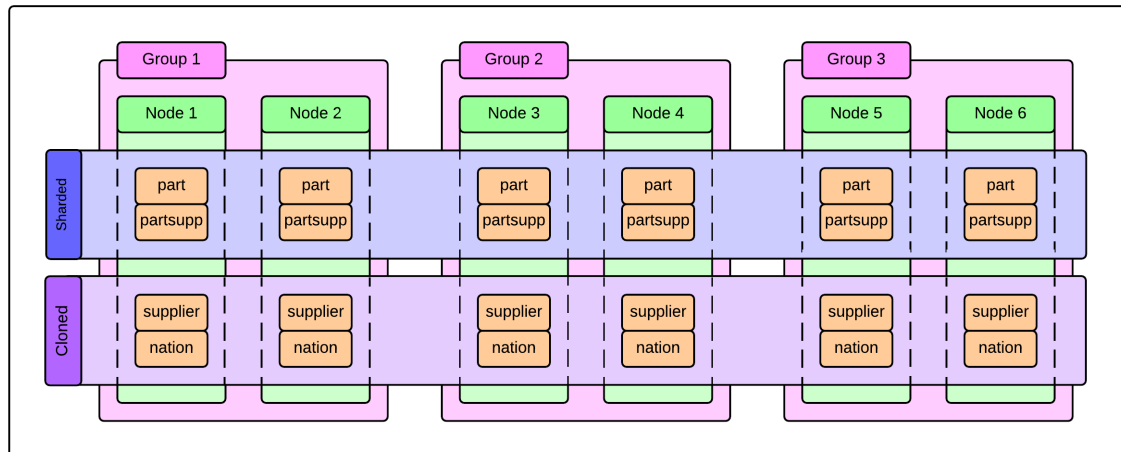 Group 1
Group 2
Group 3
Node 1
Node 2
Node 3
Node 4
Node 5
Node 6
Sharded
part
part
part
part
part
part
partsupp
partsupp
partsupp
partsupp
partsupp
partsupp
Cloned
supplier
supplier
supplier
supplier
supplier
supplier
nation
nation
nation
nation
nation
nation